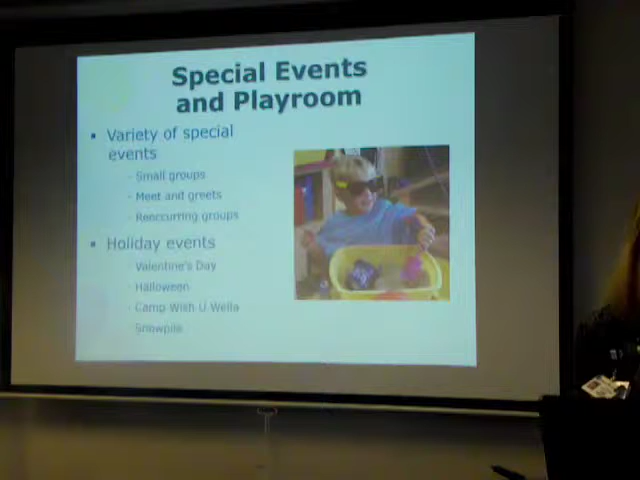 Special Events
and Playroom
▪ Variety of special
events
- Small groups
- Meet and greets
- Reoccurring groups
▪ Holiday events
- Valentine's Day
- Halloween
- Camp Wish U Wella
- Snowpile